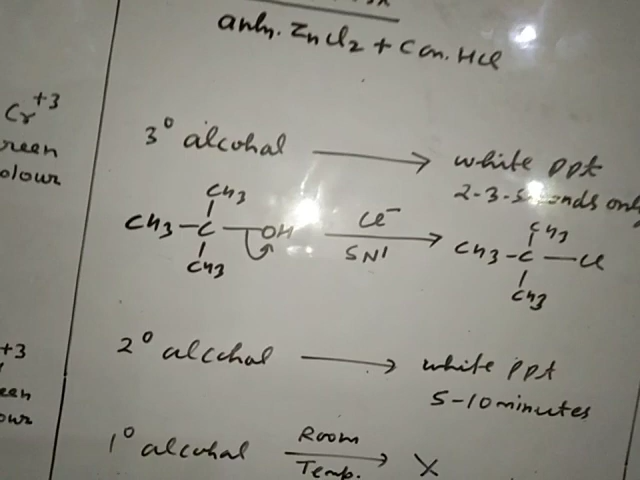 anh. ZnCl2 + Con. HCl
Cr+3
reen
olour
3° alcohal → white ppt
2-3-seconds only
CH3 CH3
CH3-C-OH Cl- → CH3-C-Cl
SN1
CH3 CH3
+3
een
our
2° alcohal → white ppt
5-10 minutes
1° alcohal Room → X
Temp.